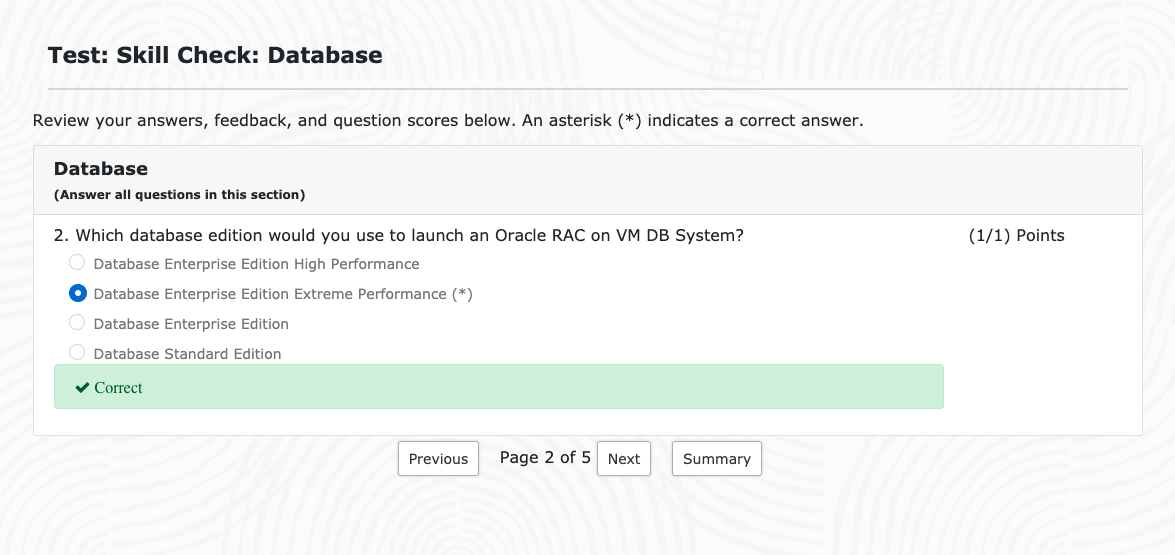 Test: Skill Check: Database
Review your answers, feedback, and question scores below. An asterisk (*) indicates a correct answer.
Database
(Answer all questions in this section)
2. Which database edition would you use to launch an Oracle RAC on VM DB System? (1/1) Points
Database Enterprise Edition High Performance
Database Enterprise Edition Extreme Performance (*)
Database Enterprise Edition
Database Standard Edition
Correct
Previous Page 2 of 5 Next Summary